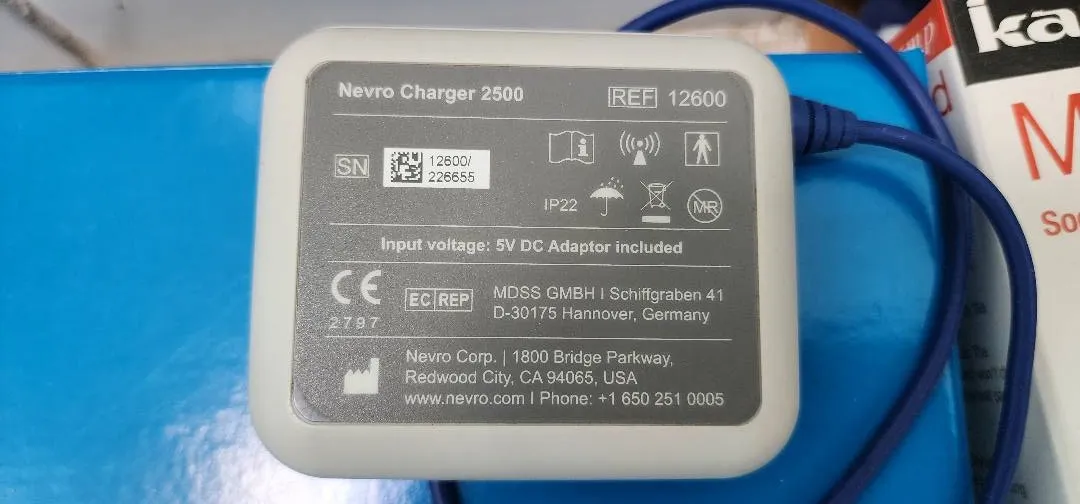 Nevro Charger 2500
REF 12600
SN
12600/
226655
IP22
MR
Input voltage: 5V DC Adaptor included
CE
2797
EC REP
MDSS GMBH I Schiffgraben 41
D-30175 Hannover, Germany
Nevro Corp. | 1800 Bridge Parkway,
Redwood City, CA 94065, USA
www.nevro.com I Phone: +1 650 251 0005
ka
M
So